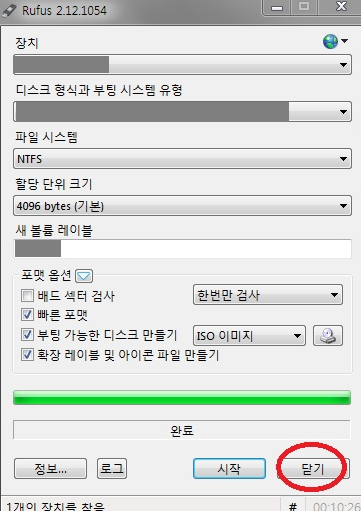 Rufus 2.12.1054
장치
디스크 형식과 부팅 시스템 유형
파일 시스템
NTFS
할당 단위 크기
4096 bytes (기본)
새 볼륨 레이블
포맷 옵션
배드 섹터 검사 한번만 검사
빠른 포맷
부팅 가능한 디스크 만들기 ISO 이미지
확장 레이블 및 아이콘 파일 만들기
완료
정보... 로그 시작 닫기
1개의 장치를 찾음 # 00:10:26